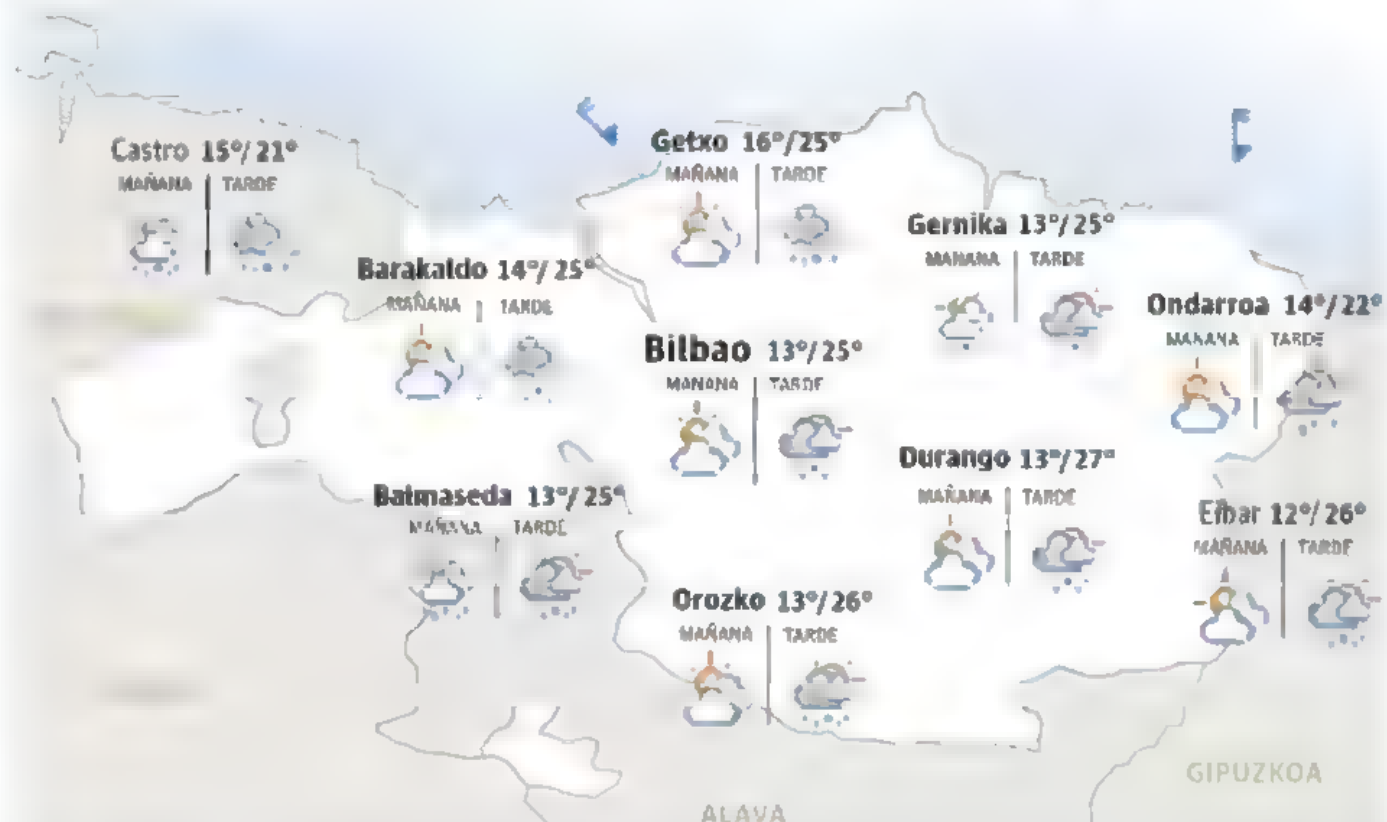 Castro 15°/21°
MAÑANA TARDE
Getxo 16°/25°
MAÑANA TARDE
Gernika 13°/25°
MAÑANA TARDE
Barakaldo 14°/25°
MAÑANA TARDE
Ondarroa 14°/22°
MAÑANA TARDE
Bilbao 13°/25°
MAÑANA TARDE
Durango 13°/27°
MAÑANA TARDE
Balmaseda 13°/25°
MAÑANA TARDE
Eibar 12°/26°
MAÑANA TARDE
Orozko 13°/26°
MAÑANA TARDE
GIPUZKOA
ALAVA